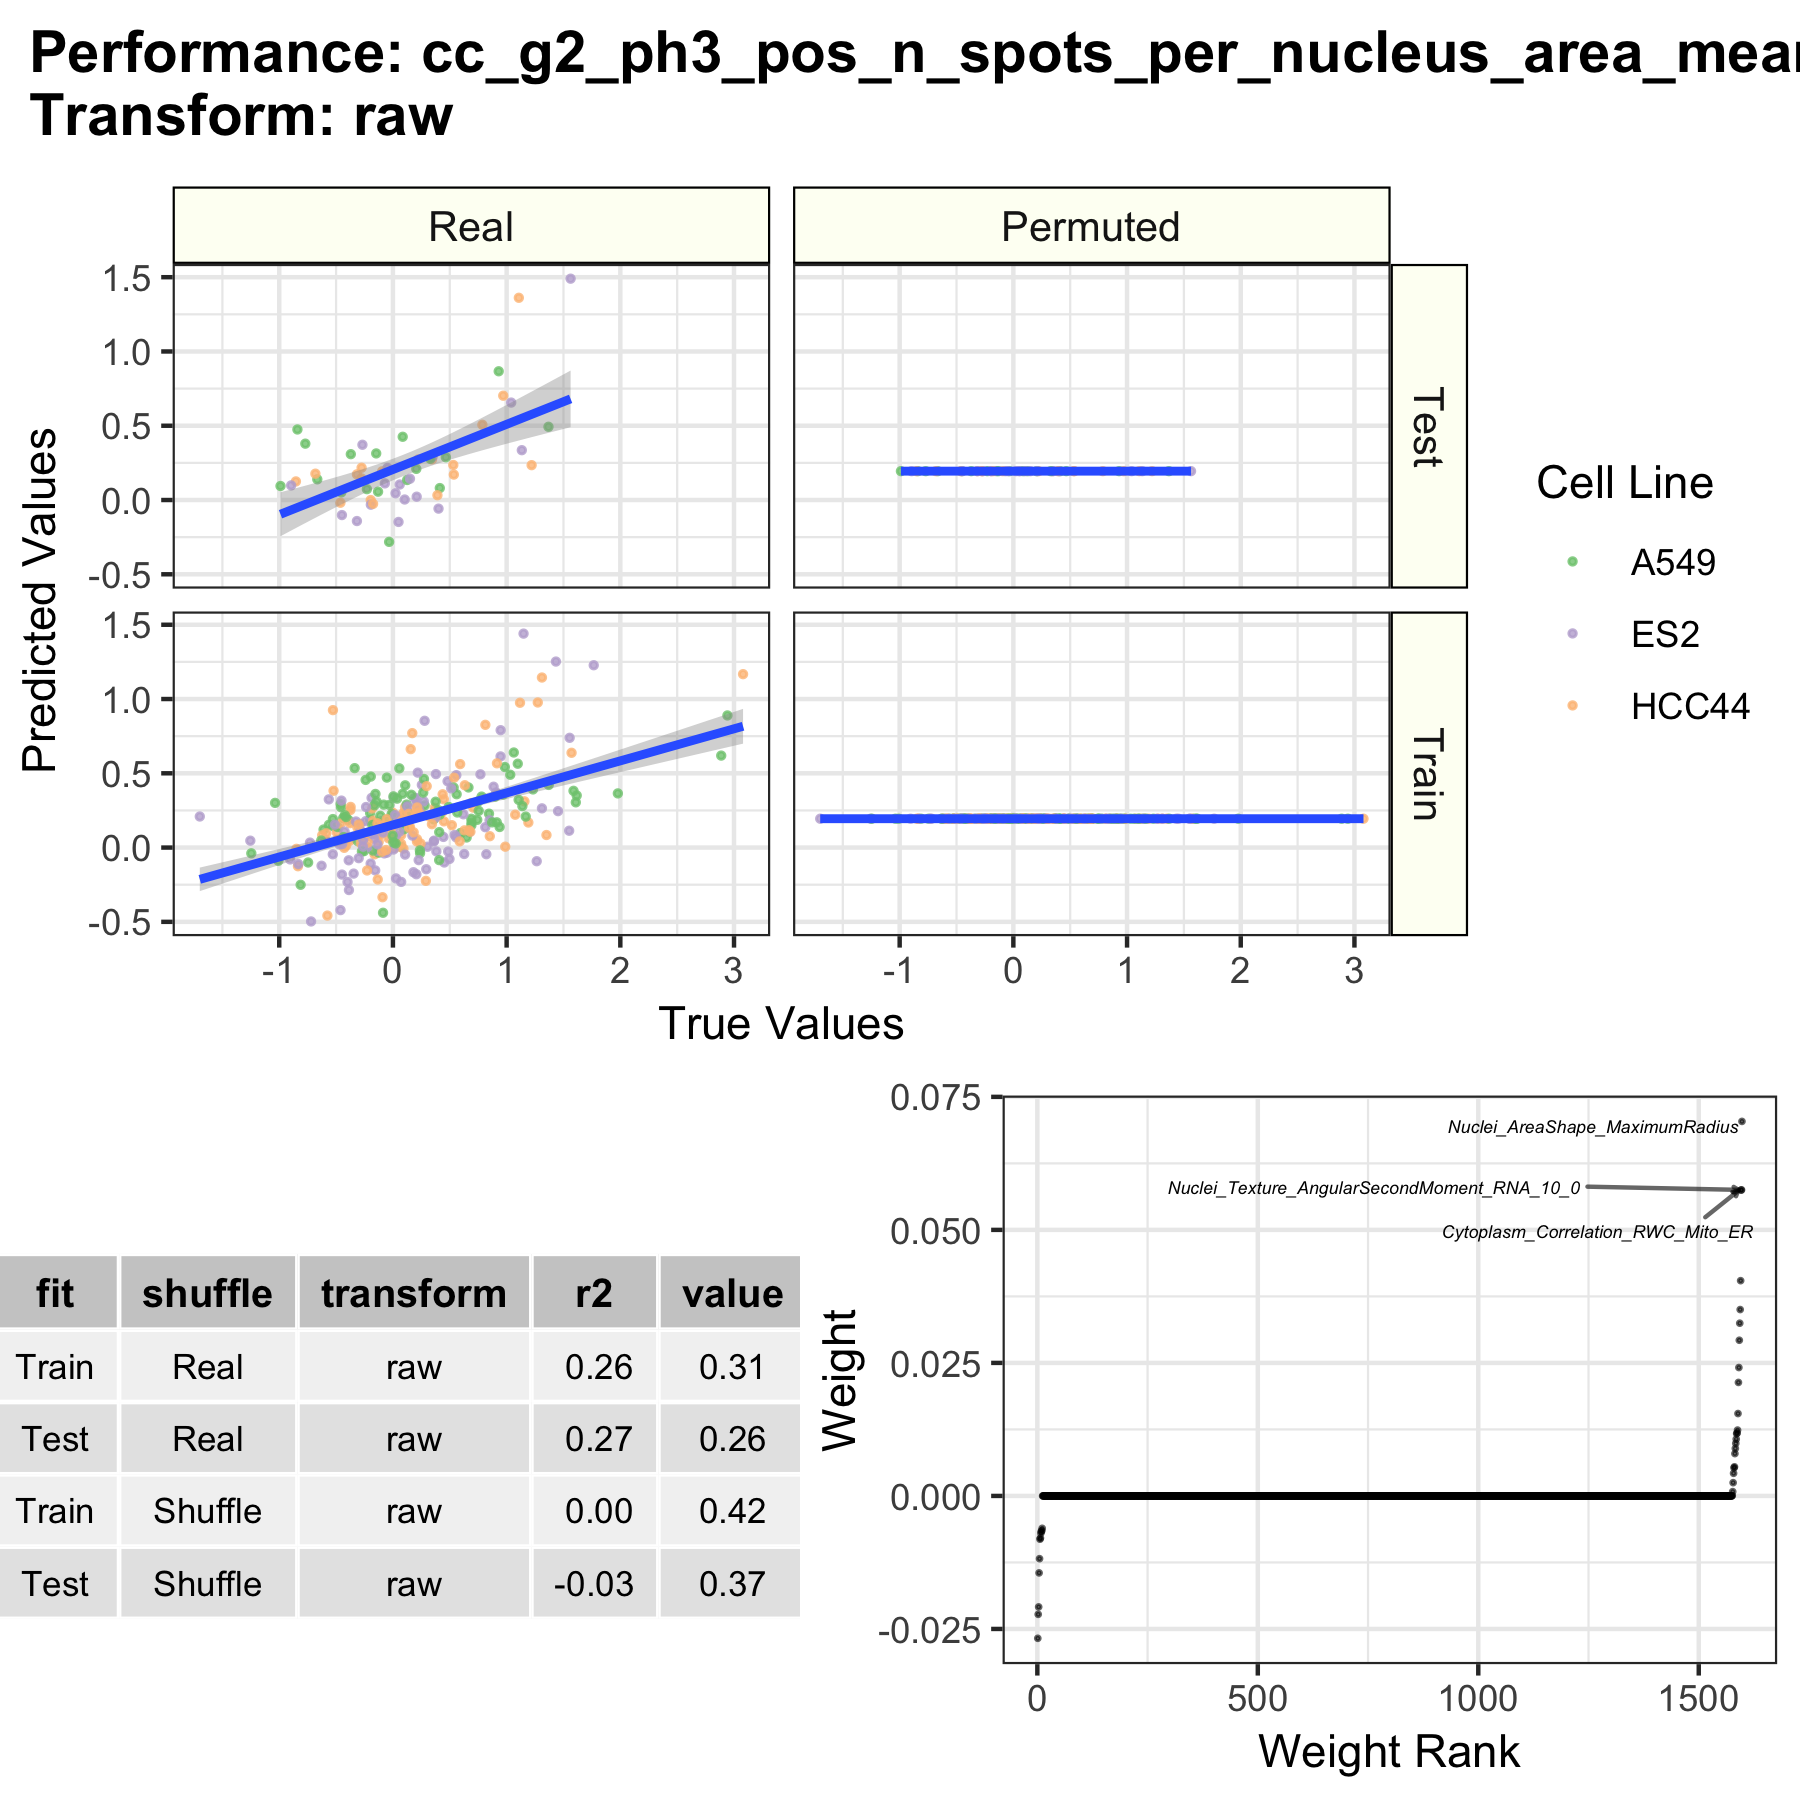 Performance: cc_g2_ph3_pos_n_spots_per_nucleus_area_mean
Transform: raw
Real
Permuted
1.5
1.0
0.5
0.0
-0.5
Test
1.5
1.0
0.5
0.0
-0.5
Train
Predicted Values
-1 0 1 2 3
-1 0 1 2 3
True Values
Cell Line
A549
ES2
HCC44
fit shuffle transform r2 value
Train Real raw 0.26 0.31
Test Real raw 0.27 0.26
Train Shuffle raw 0.00 0.42
Test Shuffle raw -0.03 0.37
Weight
0.075
0.050
0.025
0.000
-0.025
Nuclei_AreaShape_MaximumRadius
Nuclei_Texture_AngularSecondMoment_RNA_10_0
Cytoplasm_Correlation_RWC_Mito_ER
0 500 1000 1500
Weight Rank